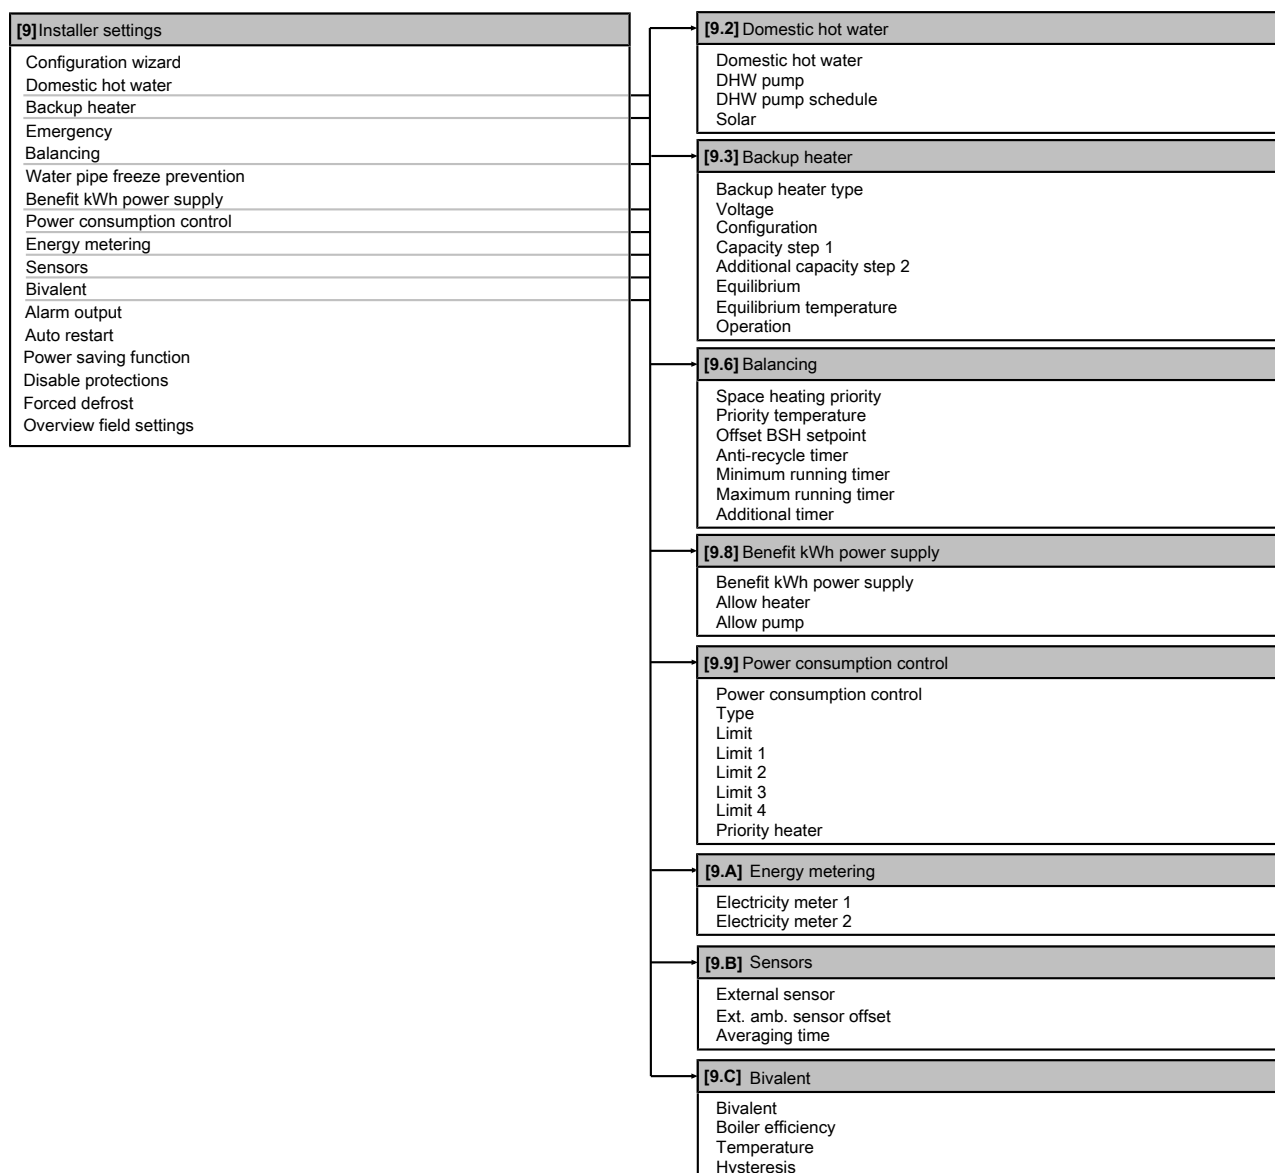 [9] Installer settings
Configuration wizard
Domestic hot water
Backup heater
Emergency
Balancing
Water pipe freeze prevention
Benefit kWh power supply
Power consumption control
Energy metering
Sensors
Bivalent
Alarm output
Auto restart
Power saving function
Disable protections
Forced defrost
Overview field settings
[9.2] Domestic hot water
Domestic hot water
DHW pump
DHW pump schedule
Solar
[9.3] Backup heater
Backup heater type
Voltage
Configuration
Capacity step 1
Additional capacity step 2
Equilibrium
Equilibrium temperature
Operation
[9.6] Balancing
Space heating priority
Priority temperature
Offset BSH setpoint
Anti-recycle timer
Minimum running timer
Maximum running timer
Additional timer
[9.8] Benefit kWh power supply
Benefit kWh power supply
Allow heater
Allow pump
[9.9] Power consumption control
Power consumption control
Type
Limit
Limit 1
Limit 2
Limit 3
Limit 4
Priority heater
[9.A] Energy metering
Electricity meter 1
Electricity meter 2
[9.B] Sensors
External sensor
Ext. amb. sensor offset
Averaging time
[9.C] Bivalent
Bivalent
Boiler efficiency
Temperature
Hysteresis